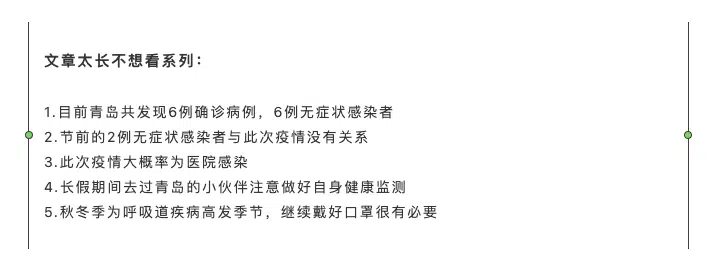 文章太长不想看系列：
1.目前青岛共发现6例确诊病例，6例无症状感染者
2.节前的2例无症状感染者与此次疫情没有关系
3.此次疫情大概率为医院感染
4.长假期间去过青岛的小伙伴注意做好自身健康监测
5.秋冬季为呼吸道疾病高发季节，继续戴好口罩很有必要